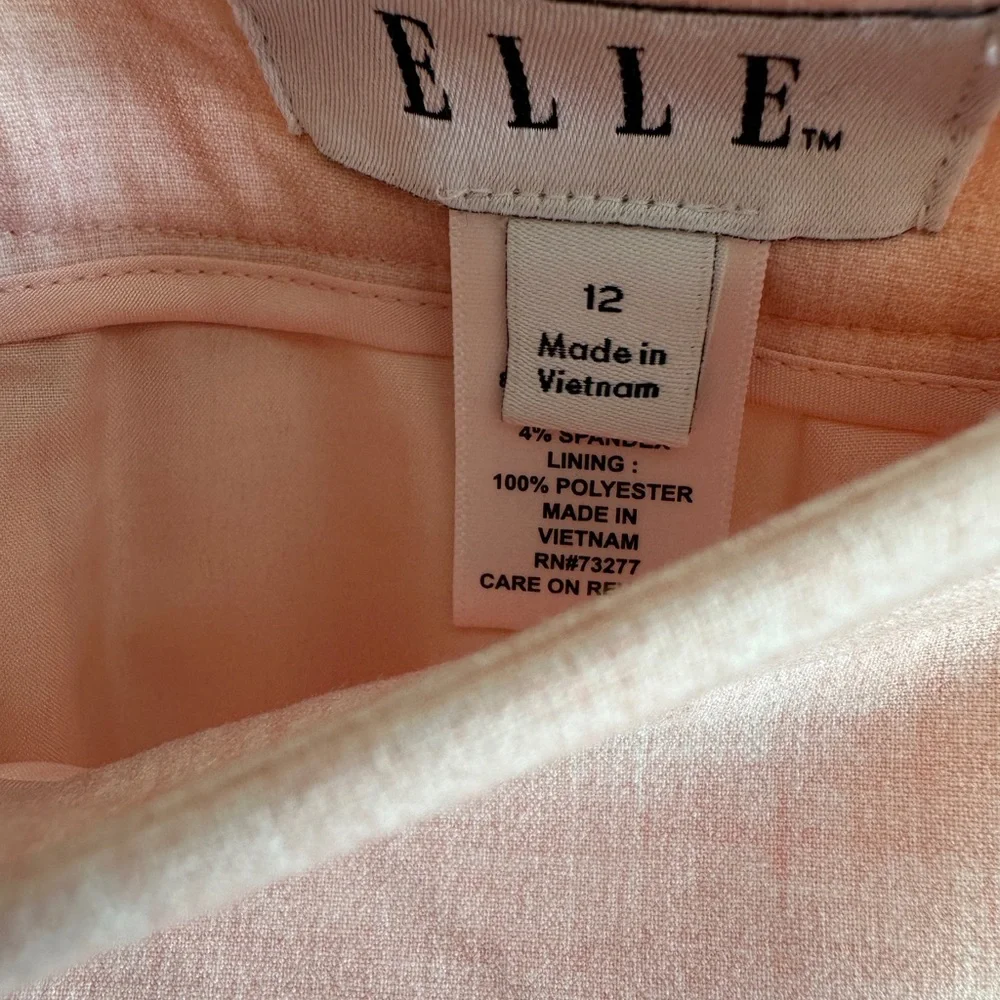 ELLE™
12
Made in
Vietnam
4% SPANDEX
LINING :
100% POLYESTER
MADE IN
VIETNAM
RN#73277
CARE ON